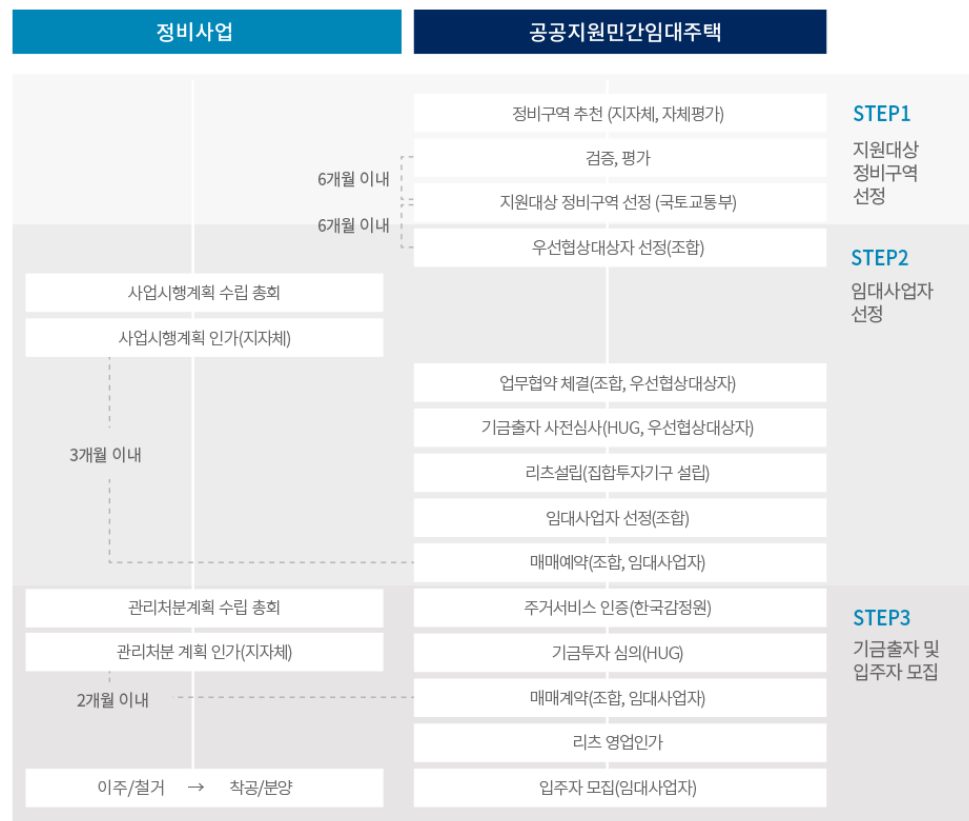 정비사업
공공지원민간임대주택
정비구역 추천 (지자체, 자체평가)
STEP1
지원대상
정비구역
선정
검증, 평가
6개월 이내
지원대상 정비구역 선정 (국토교통부)
6개월 이내
우선협상대상자 선정(조합)
STEP2
임대사업자
선정
사업시행계획 수립 총회
사업시행계획 인가(지자체)
업무협약 체결(조합, 우선협상대상자)
기금출자 사전심사(HUG, 우선협상대상자)
3개월 이내
리츠설립(집합투자기구 설립)
임대사업자 선정(조합)
매매예약(조합, 임대사업자)
관리처분계획 수립 총회
주거서비스 인증(한국감정원)
STEP3
기금출자 및
입주자 모집
관리처분 계획 인가(지자체)
기금투자 심의(HUG)
2개월 이내
매매계약(조합, 임대사업자)
리츠 영업인가
이주/철거 → 착공/분양
입주자 모집(임대사업자)